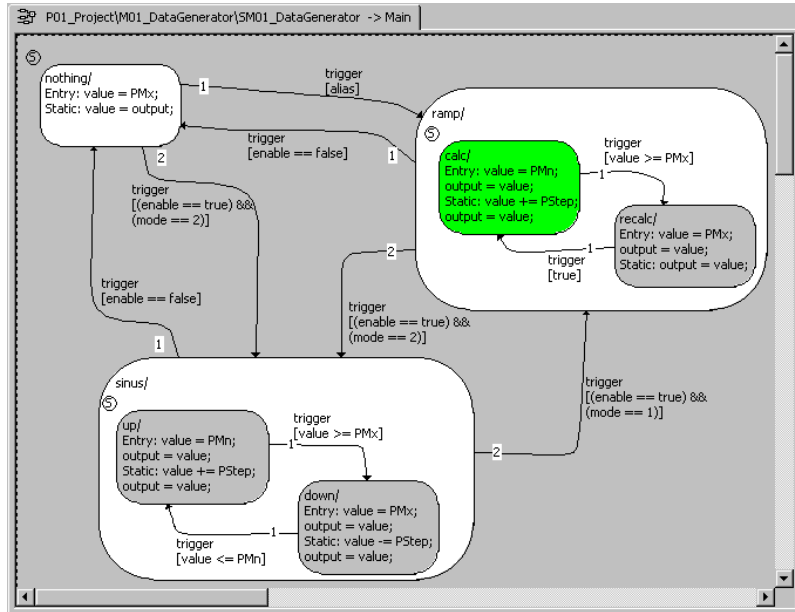 P01_Project\M01_DataGenerator\SM01_DataGenerator -> Main
S
nothing/
Entry: value = PMx;
Static: value = output;
1
trigger
[alias]
2
trigger
[enable == false]
1
trigger
[(enable == true) &&
(mode == 2)]
ramp/
S
calc/
Entry: value = PMn;
output = value;
Static: value += PStep;
output = value;
1
trigger
[value >= PMx]
recalc/
Entry: value = PMx;
output = value;
Static: output = value;
1
trigger
[true]
2
trigger
[(enable == true) &&
(mode == 2)]
trigger
[enable == false]
1
trigger
[(enable == true) &&
(mode == 1)]
2
sinus/
S
up/
Entry: value = PMn;
output = value;
Static: value += PStep;
output = value;
trigger
[value >= PMx]
1
down/
Entry: value = PMx;
output = value;
Static: value -= PStep;
output = value;
1
trigger
[value <= PMn]